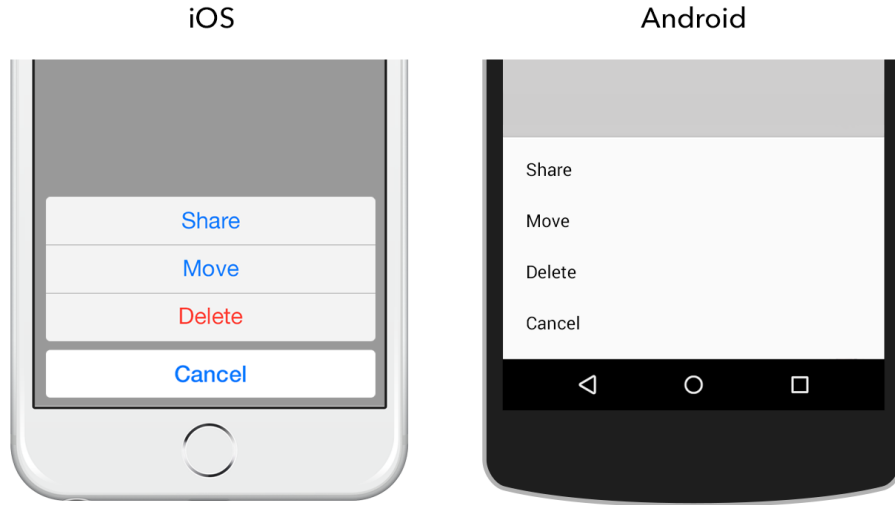 iOS
Share
Move
Delete
Cancel
Android
Share
Move
Delete
Cancel